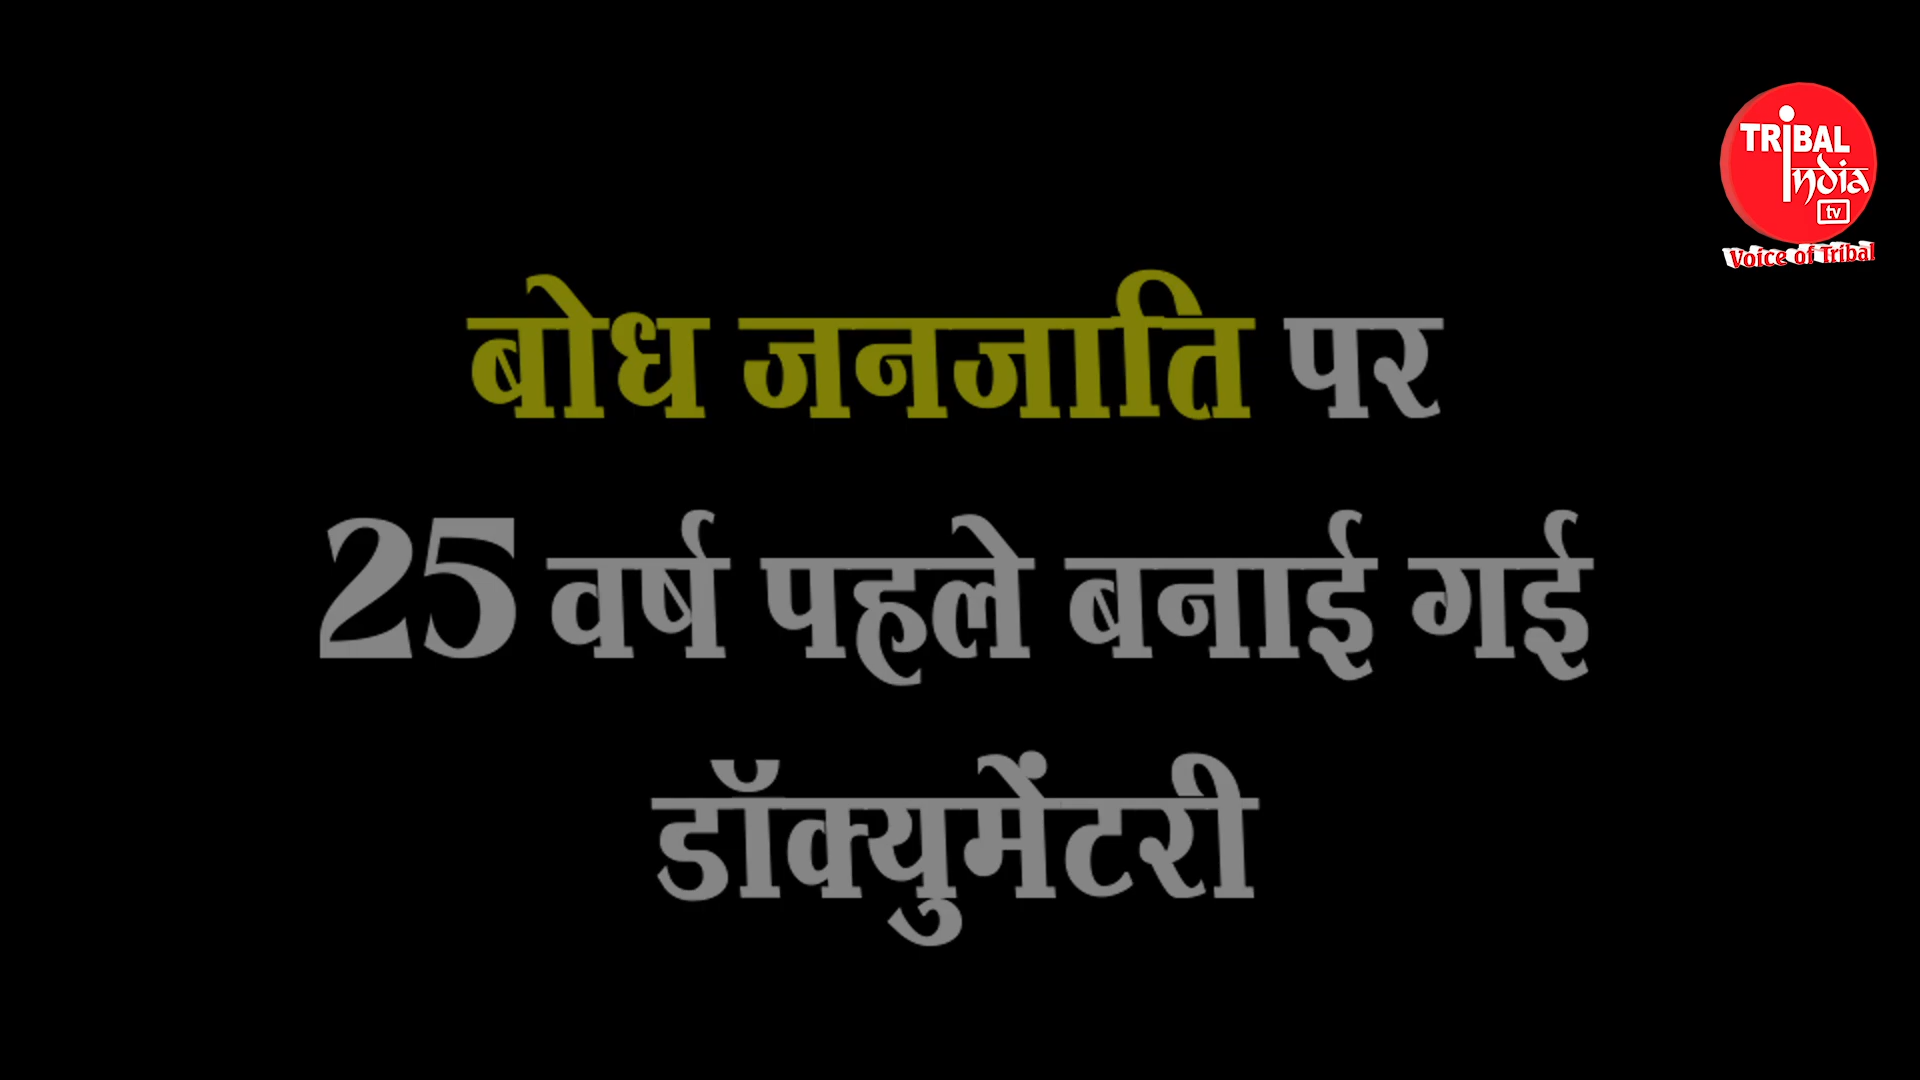 TRIBAL
india
tv
Voice of Tribal
बोध जनजाति पर
25 वर्ष पहले बनाई गई
डॉक्युमेंटरी